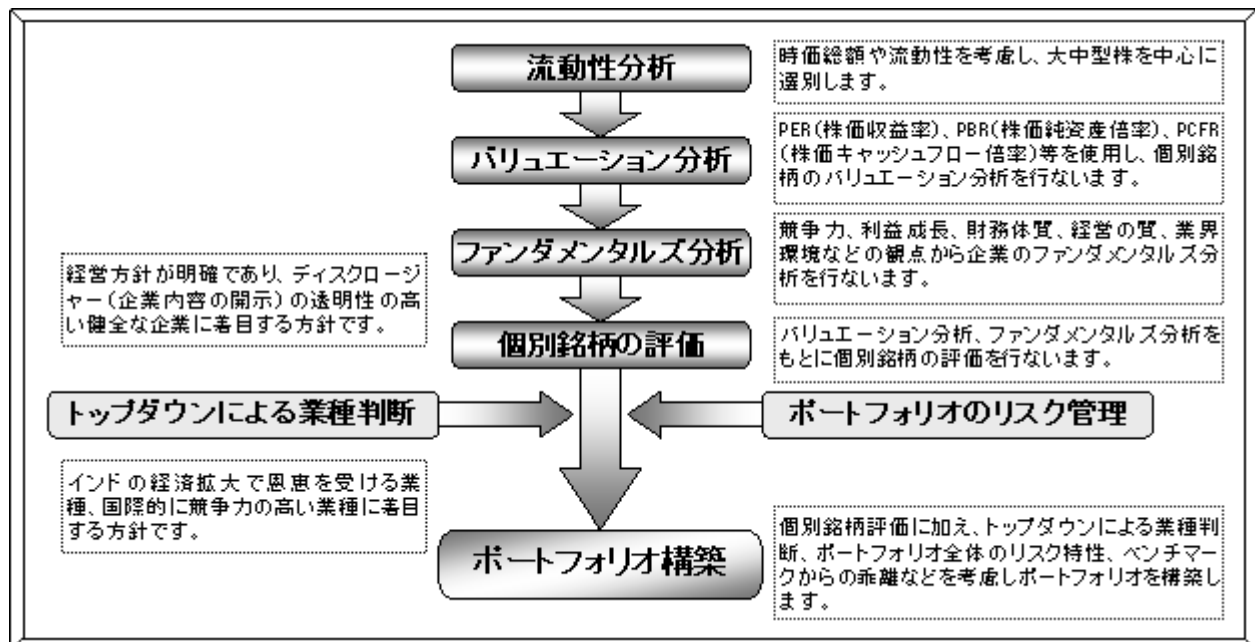 流動性分析
時価総額や流動性を考慮し、大中型株を中心に
選別します。
バリュエーション分析
PER(株価収益率)、PBR(株価純資産倍率)、PCFR
(株価キャッシュフロー倍率)等を使用し、個別銘
柄のバリュエーション分析を行ないます。
ファンダメンタルズ分析
競争力、利益成長、財務体質、経営の質、業界
環境などの観点から企業のファンダメンタルズ分
析を行ないます。
経営方針が明確であり、ディスクロージ
ャー(企業内容の開示)の透明性の高
い健全な企業に着目する方針です。
個別銘柄の評価
バリュエーション分析、ファンダメンタルズ分析を
もとに個別銘柄の評価を行ないます。
トップダウンによる業種判断
ポートフォリオのリスク管理
インドの経済拡大で恩恵を受ける業
種、国際的に競争力の高い業種に着目
する方針です。
ポートフォリオ構築
個別銘柄評価に加え、トップダウンによる業種判
断、ポートフォリオ全体のリスク特性、ベンチマー
クからの乖離などを考慮しポートフォリオを構築し
ます。